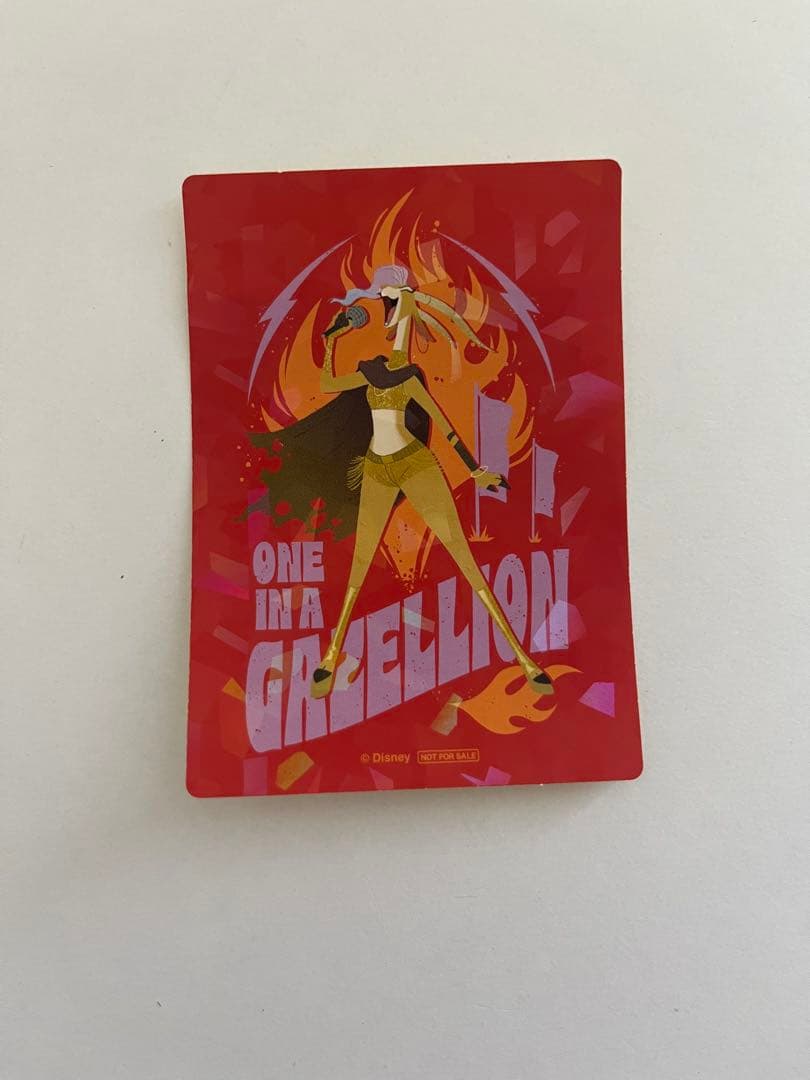 ONE
IN A
GAZELLION
© Disney NOT FOR SALE